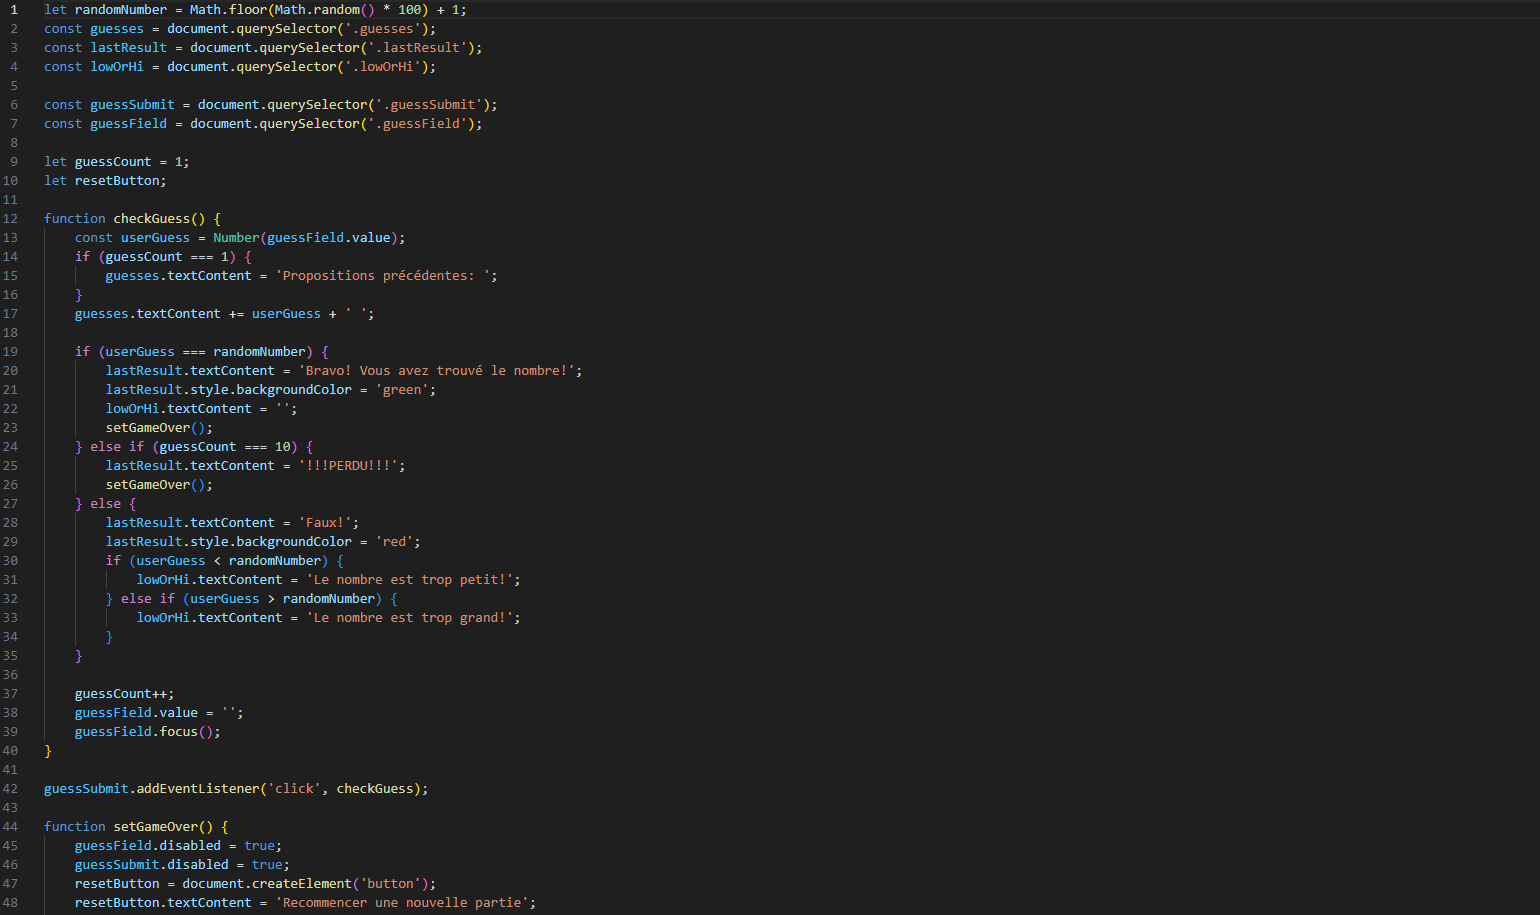 1 let randomNumber = Math.floor(Math.random() * 100) + 1;
2 const guesses = document.querySelector('.guesses');
3 const lastResult = document.querySelector('.lastResult');
4 const lowOrHi = document.querySelector('.lowOrHi');
5
6 const guessSubmit = document.querySelector('.guessSubmit');
7 const guessField = document.querySelector('.guessField');
8
9 let guessCount = 1;
10 let resetButton;
11
12 function checkGuess() {
13     const userGuess = Number(guessField.value);
14     if (guessCount === 1) {
15         guesses.textContent = 'Propositions précédentes: ';
16     }
17     guesses.textContent += userGuess + ' ';
18
19     if (userGuess === randomNumber) {
20         lastResult.textContent = 'Bravo! Vous avez trouvé le nombre!';
21         lastResult.style.backgroundColor = 'green';
22         lowOrHi.textContent = '';
23         setGameOver();
24     } else if (guessCount === 10) {
25         lastResult.textContent = '!!!PERDU!!!';
26         setGameOver();
27     } else {
28         lastResult.textContent = 'Faux!';
29         lastResult.style.backgroundColor = 'red';
30         if (userGuess < randomNumber) {
31             lowOrHi.textContent = 'Le nombre est trop petit!';
32         } else if (userGuess > randomNumber) {
33             lowOrHi.textContent = 'Le nombre est trop grand!';
34         }
35     }
36
37     guessCount++;
38     guessField.value = '';
39     guessField.focus();
40 }
41
42 guessSubmit.addEventListener('click', checkGuess);
43
44 function setGameOver() {
45     guessField.disabled = true;
46     guessSubmit.disabled = true;
47     resetButton = document.createElement('button');
48     resetButton.textContent = 'Recommencer une nouvelle partie';